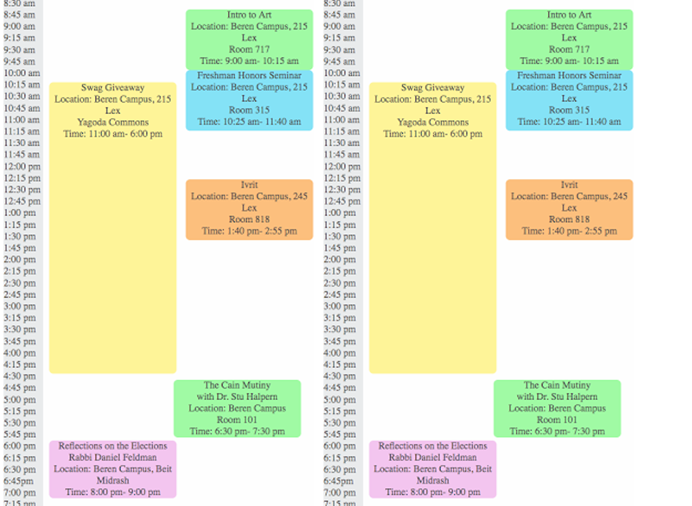 8:30 am
8:45 am
9:00 am
9:15 am
9:30 am
9:45 am
10:00 am
10:15 am
10:30 am
10:45 am
11:00 am
11:15 am
11:30 am
11:45 am
12:00 pm
12:15 pm
12:30 pm
12:45 pm
1:00 pm
1:15 pm
1:30 pm
1:45 pm
2:00 pm
2:15 pm
2:30 pm
2:45 pm
3:00 pm
3:15 pm
3:30 pm
3:45 pm
4:00 pm
4:15 pm
4:30 pm
4:45 pm
5:00 pm
5:15 pm
5:30 pm
5:45 pm
6:00 pm
6:15 pm
6:30 pm
6:45pm
7:00 pm
7:15 pm
Swag Giveaway
Location: Beren Campus, 215
Lex
Yagoda Commons
Time: 11:00 am- 6:00 pm
Reflections on the Elections
Rabbi Daniel Feldman
Location: Beren Campus, Beit
Midrash
Time: 8:00 pm- 9:00 pm
Intro to Art
Location: Beren Campus, 215
Lex
Room 717
Time: 9:00 am- 10:15 am
Freshman Honors Seminar
Location: Beren Campus, 215
Lex
Room 315
Time: 10:25 am- 11:40 am
Ivrit
Location: Beren Campus, 245
Lex
Room 818
Time: 1:40 pm- 2:55 pm
The Cain Mutiny
with Dr. Stu Halpern
Location: Beren Campus
Room 101
Time: 6:30 pm- 7:30 pm
8:30 am
8:45 am
9:00 am
9:15 am
9:30 am
9:45 am
10:00 am
10:15 am
10:30 am
10:45 am
11:00 am
11:15 am
11:30 am
11:45 am
12:00 pm
12:15 pm
12:30 pm
12:45 pm
1:00 pm
1:15 pm
1:30 pm
1:45 pm
2:00 pm
2:15 pm
2:30 pm
2:45 pm
3:00 pm
3:15 pm
3:30 pm
3:45 pm
4:00 pm
4:15 pm
4:30 pm
4:45 pm
5:00 pm
5:15 pm
5:30 pm
5:45 pm
6:00 pm
6:15 pm
6:30 pm
6:45pm
7:00 pm
7:15 pm
Swag Giveaway
Location: Beren Campus, 215
Lex
Yagoda Commons
Time: 11:00 am- 6:00 pm
Reflections on the Elections
Rabbi Daniel Feldman
Location: Beren Campus, Beit
Midrash
Time: 8:00 pm- 9:00 pm
Intro to Art
Location: Beren Campus, 215
Lex
Room 717
Time: 9:00 am- 10:15 am
Freshman Honors Seminar
Location: Beren Campus, 215
Lex
Room 315
Time: 10:25 am- 11:40 am
Ivrit
Location: Beren Campus, 245
Lex
Room 818
Time: 1:40 pm- 2:55 pm
The Cain Mutiny
with Dr. Stu Halpern
Location: Beren Campus
Room 101
Time: 6:30 pm- 7:30 pm